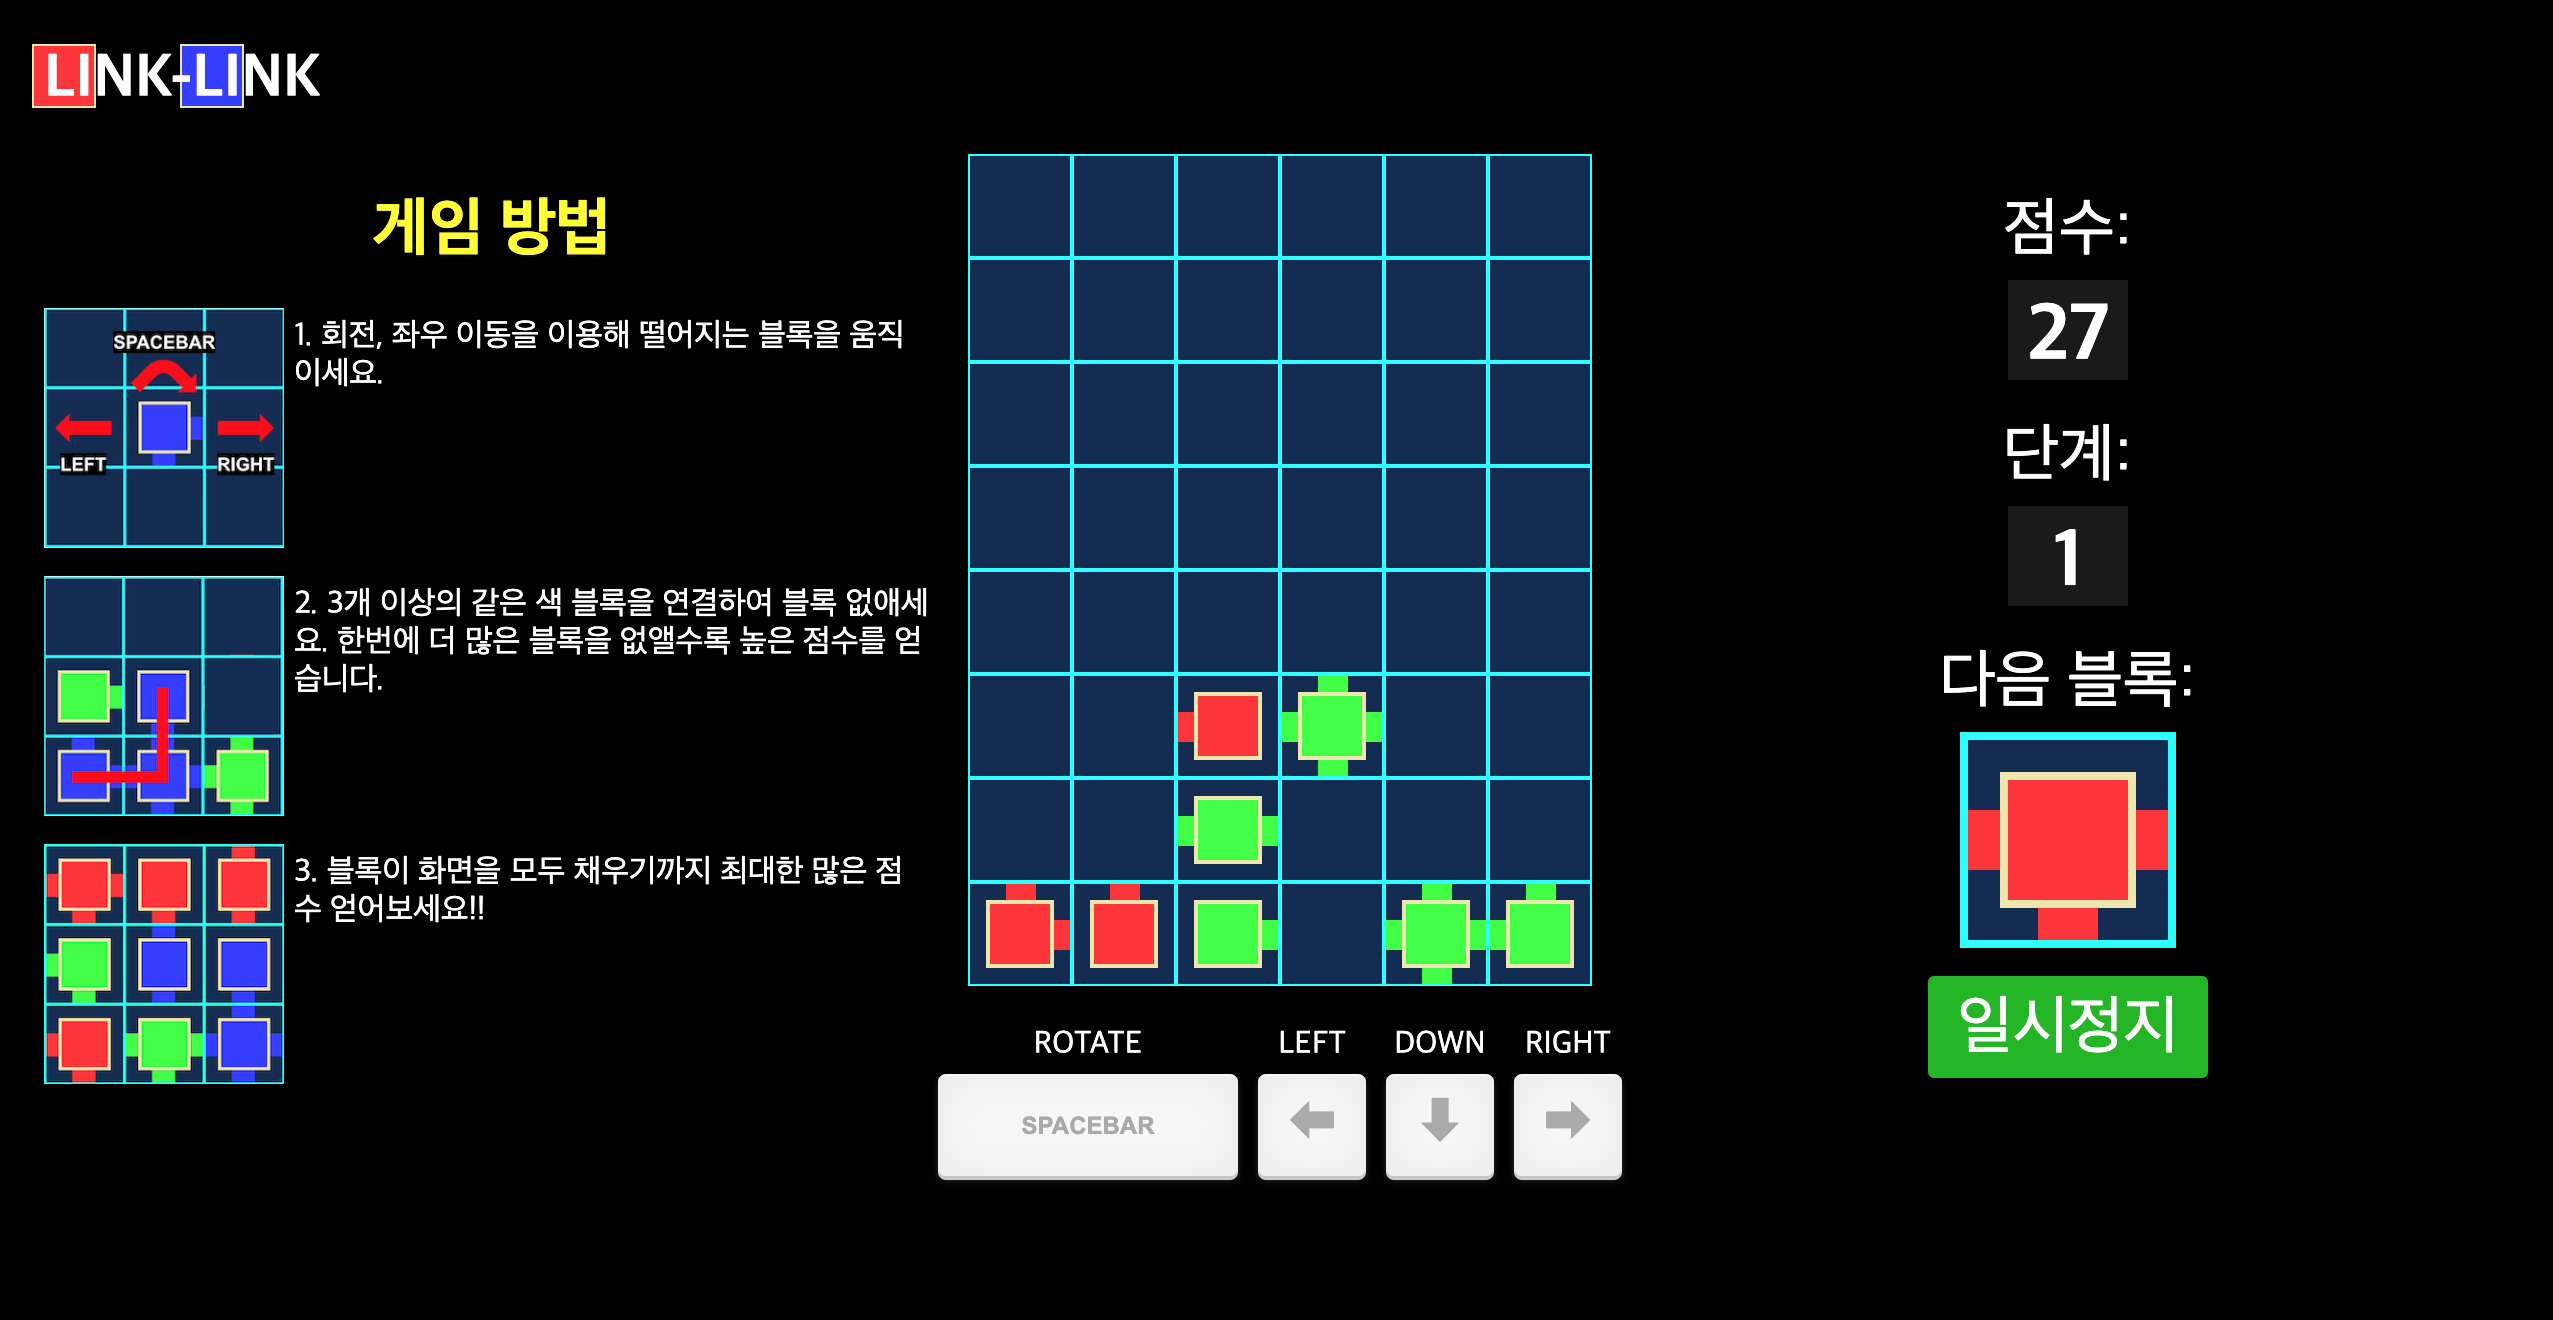 LINK-LINK
게임 방법
SPACEBAR
LEFT
RIGHT
1. 회전, 좌우 이동을 이용해 떨어지는 블록을 움직
이세요.
2. 3개 이상의 같은 색 블록을 연결하여 블록 없애세
요. 한번에 더 많은 블록을 없앨수록 높은 점수를 얻
습니다.
3. 블록이 화면을 모두 채우기까지 최대한 많은 점
수 얻어보세요!!
ROTATE
LEFT
DOWN
RIGHT
SPACEBAR
점수:
27
단계:
1
다음 블록:
일시정지